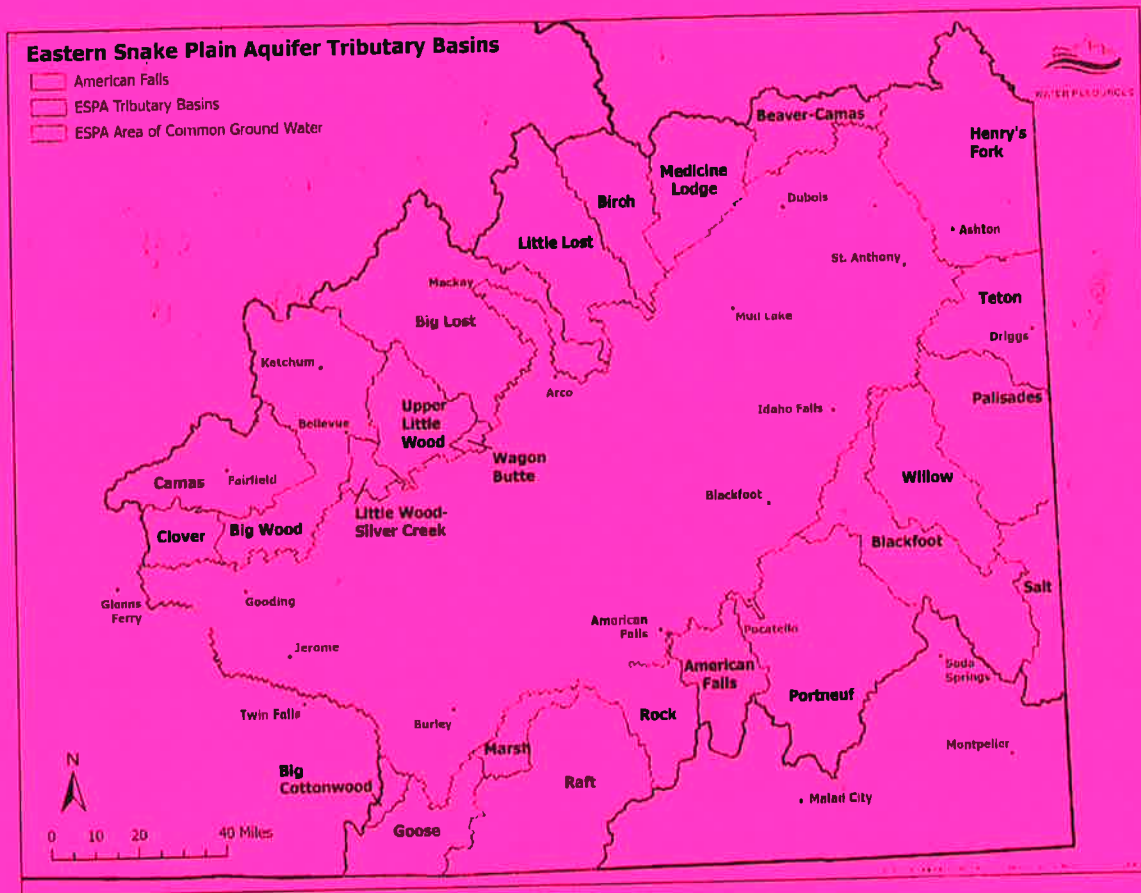 Eastern Snake Plain Aquifer Tributary Basins
American Falls
ESPA Tributary Basins
ESPA Area of Common Ground Water
WATER RESOURCES
Beaver-Camas
Henry's
Fork
Medicine
Lodge
Birch
Dubois
Little Lost
Ashton
St. Anthony
Mackay
Teton
Big Lost
Mud Lake
Driggs
Ketchum
Arco
Palisades
Upper
Little
Wood
Idaho Falls
Bellevue
Wagon
Butte
Camas
Fairfield
Willow
Blackfoot
Little Wood-
Silver Creek
Clover
Big Wood
Blackfoot
Salt
Glenns
Ferry
Gooding
American
Falls
Pocatello
Jerome
American
Falls
Soda
Springs
Portneuf
Twin Falls
Burley
Rock
Marsh
Montpelier
N
Big
Cottonwood
Raft
Malad City
Goose
0 10 20 40 Miles